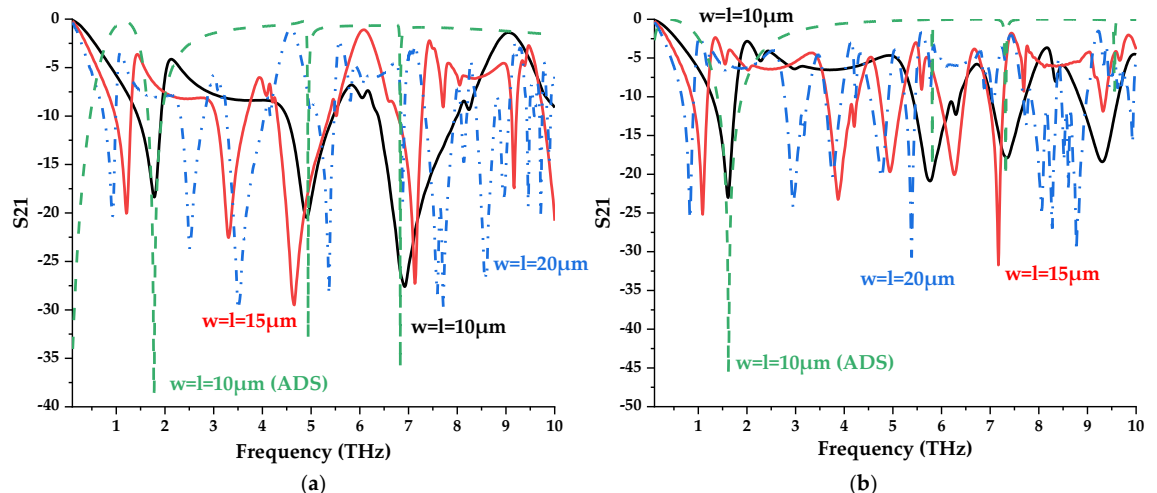 0
-5
-10
-15
-20
-25
-30
-35
-40
S21
1 2 3 4 5 6 7 8 9 10
Frequency (THz)
w=l=15μm
w=l=10μm
w=l=20μm
w=l=10μm (ADS)
(a)
0
-5
-10
-15
-20
-25
-30
-35
-40
-45
-50
S21
1 2 3 4 5 6 7 8 9 10
Frequency (THz)
w=l=10μm
w=l=20μm
w=l=15μm
w=l=10μm (ADS)
(b)